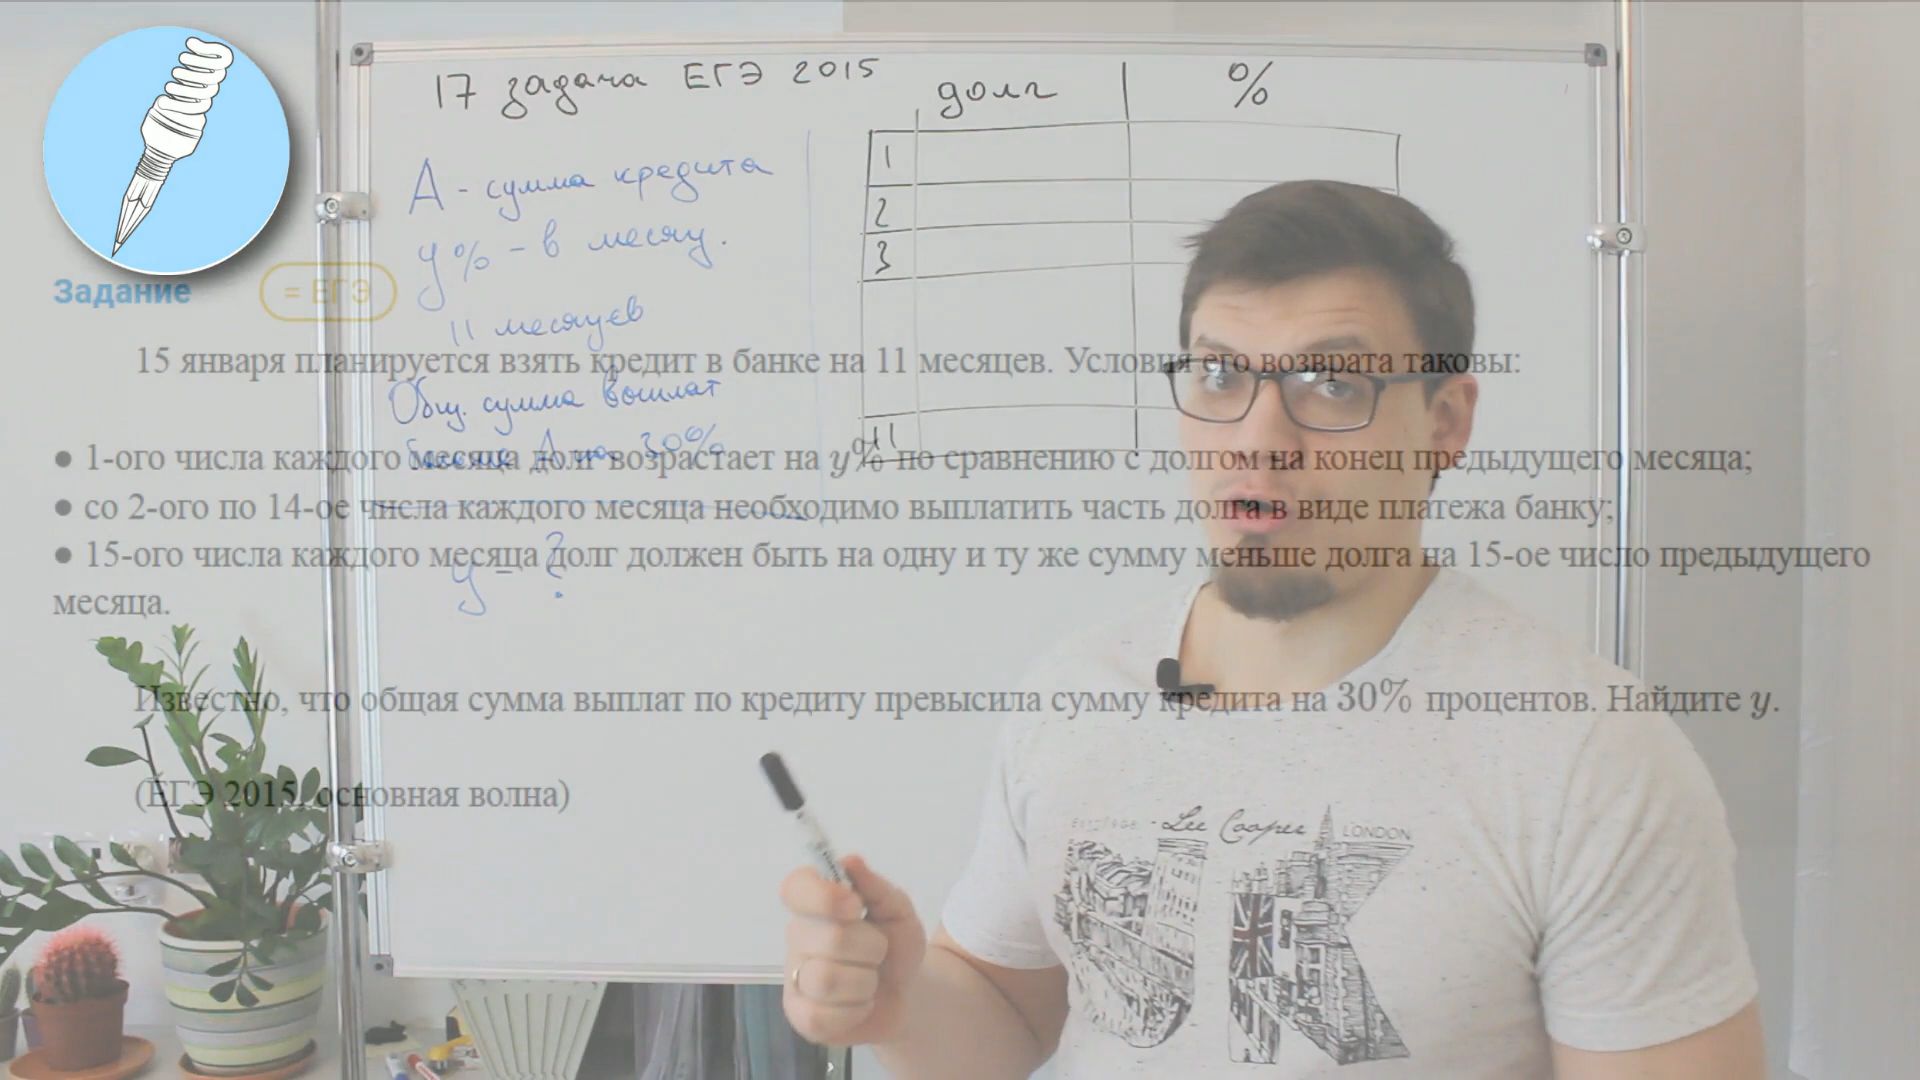 17 задача ЕГЭ 2015
долг %
А - сумма кредита
y% - в месяц.
11 месяцев
Общ. сумма выплат
больше А на 30%
y - ?
1
2
3
11
Задание = ЕГЭ
15 января планируется взять кредит в банке на 11 месяцев. Условия его возврата таковы:
● 1-ого числа каждого месяца долг возрастает на y% по сравнению с долгом на конец предыдущего месяца;
● со 2-ого по 14-ое числа каждого месяца необходимо выплатить часть долга в виде платежа банку;
● 15-ого числа каждого месяца долг должен быть на одну и ту же сумму меньше долга на 15-ое число предыдущего
месяца.
Известно, что общая сумма выплат по кредиту превысила сумму кредита на 30% процентов. Найдите y.
(ЕГЭ 2015, основная волна)
Lee Cooper LONDON
UK